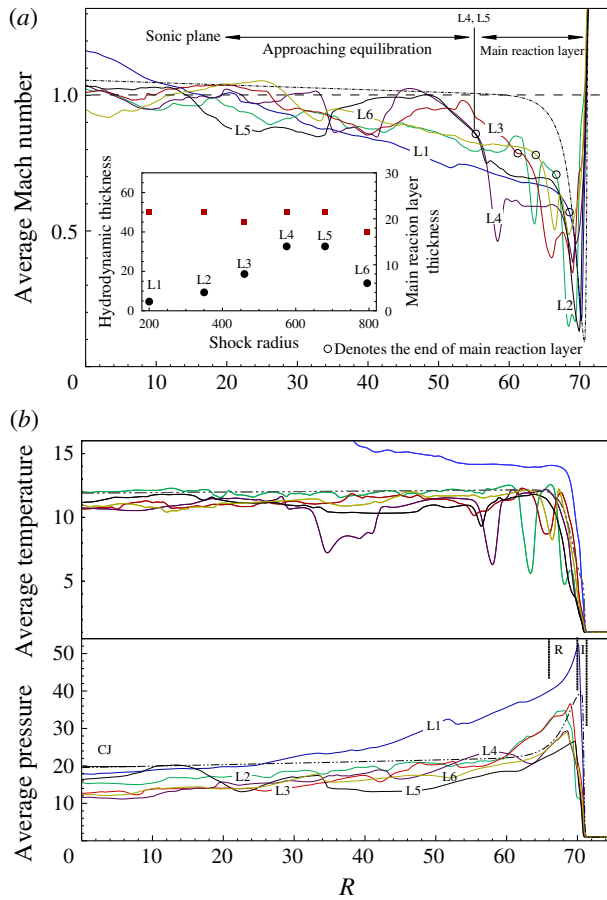 (a)
L4, L5
Sonic plane
Approaching equilibration
Main reaction layer
1.0
0.5
0
Average Mach number
L6
L5
L3
L1
L4
L2
60
40
20
0
Hydrodynamic thickness
30
20
10
0
Main reacion layer
thickness
L1
L2
L3
L4
L5
L6
200
400
600
800
Shock radius
Denotes the end of main reaction layer
0 10 20 30 40 50 60 70
(b)
15
10
5
Average temperature
50
40
30
20
10
0
Average pressure
R
I
CJ
L1
L2
L3
L4
L5
L6
0 10 20 30 40 50 60 70
R